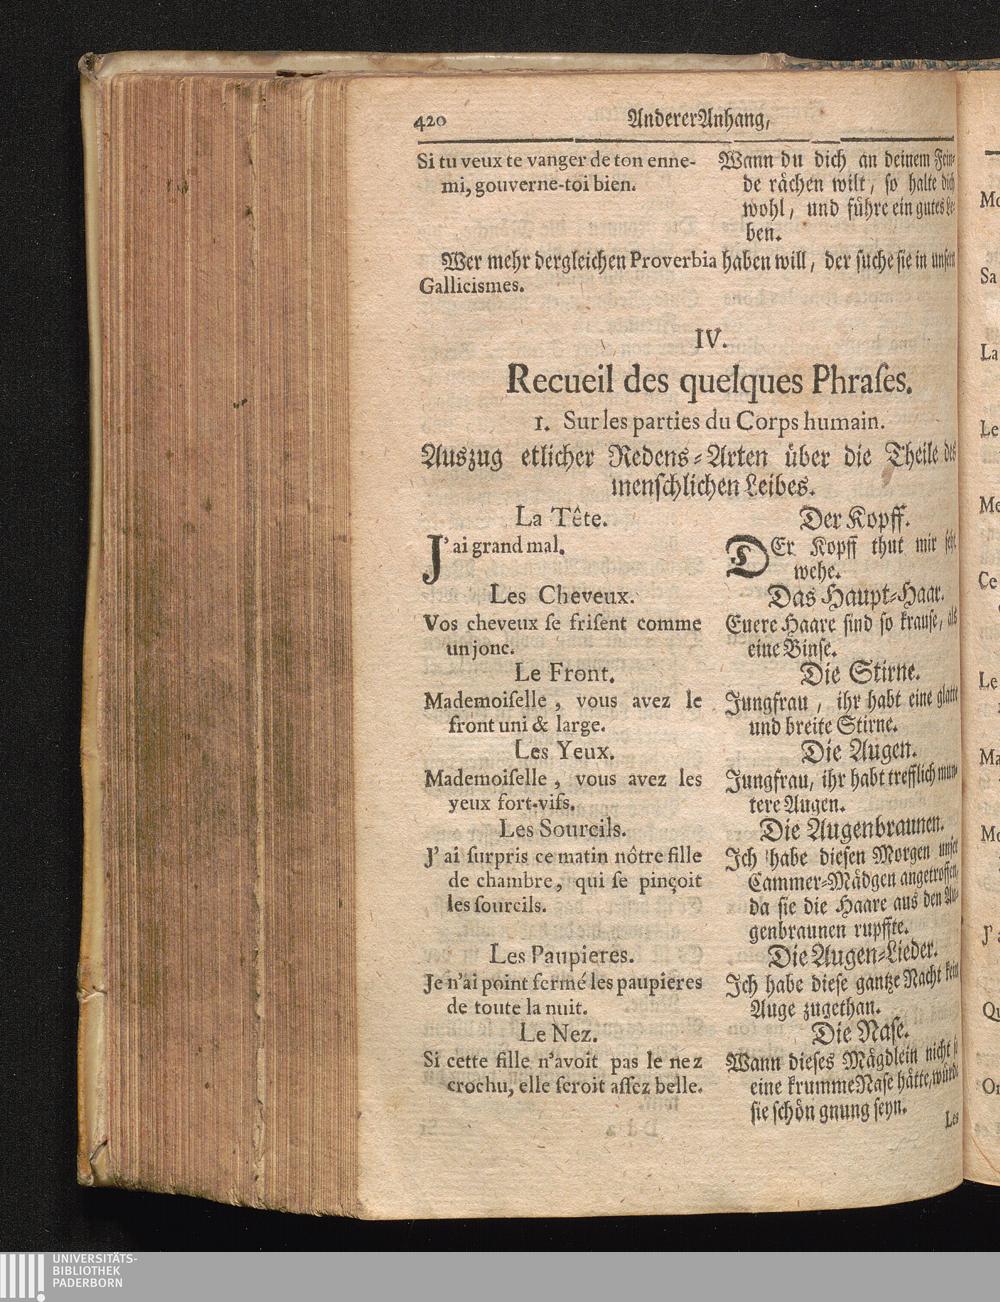 420 Anderer Anhang,
Si tu veux te vanger de ton enne-
mi, gouverne-toi bien.
Wann du dich an deinem Fein-
de rächen wilt, so halte dich
wohl, und führe ein gutes Le-
ben.
Wer mehr dergleichen Proverbia haben will, der suche sie in unsern
Gallicismes.
IV.
Recueil des quelques Phraſes.
1. Sur les parties du Corps humain.
Auszug etlicher Redens-Arten über die Theile des
menschlichen Leibes.
La Tête.
J'ai grand mal.
Les Cheveux.
Vos cheveux ſe friſent comme
un jonc.
Le Front.
Mademoiſelle, vous avez le
front uni & large.
Les Yeux.
Mademoiſelle, vous avez les
yeux fort-vifs.
Les Sourcils.
J'ai ſurpris ce matin nôtre fille
de chambre, qui ſe pinçoit
les ſourcils.
Les Paupieres.
Je n'ai point fermé les paupieres
de toute la nuit.
Le Nez.
Si cette fille n'avoit pas le nez
crochu, elle ſeroit aſſez belle.
Der Kopff.
DEr Kopff thut mir sehr
wehe.
Das Haupt-Haar.
Euere Haare sind so krause, als
eine Binse.
Die Stirne.
Jungfrau, ihr habt eine glatte
und breite Stirne.
Die Augen.
Jungfrau, ihr habt trefflich mun-
tere Augen.
Die Augenbraunen.
Ich habe diesen Morgen unser
Cammer-Mädgen angetroffen,
da sie die Haare aus den Au-
genbraunen rupffte.
Die Augen-Lieder.
Ich habe diese gantze Nacht kein
Auge zugethan.
Die Nase.
Wann dieses Mägdlein nicht so
eine krumme Nase hätte, würde
sie schön gnung seyn.
Les
Mo
Sa
La
Le
Me
Ce
Le
Ma
Mo
J'a
Qu
On
UNIVERSITÄTS-
BIBLIOTHEK
PADERBORN